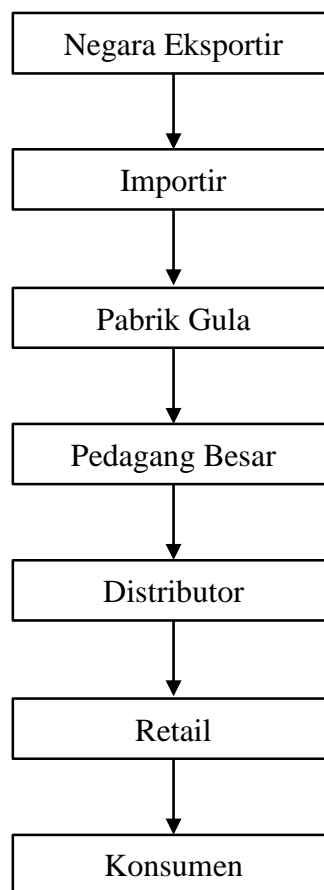 Negara Eksportir
Importir
Pabrik Gula
Pedagang Besar
Distributor
Retail
Konsumen